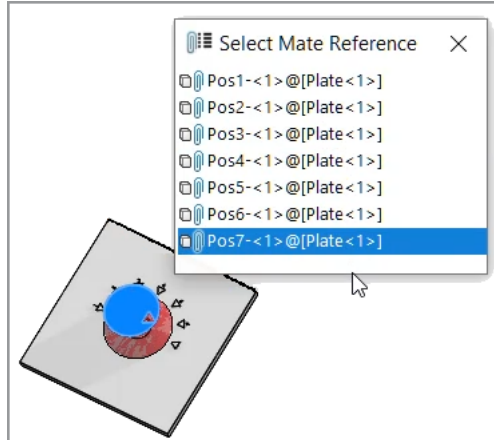 Select Mate Reference
Pos1-<1>@[Plate<1>]
Pos2-<1>@[Plate<1>]
Pos3-<1>@[Plate<1>]
Pos4-<1>@[Plate<1>]
Pos5-<1>@[Plate<1>]
Pos6-<1>@[Plate<1>]
Pos7-<1>@[Plate<1>]